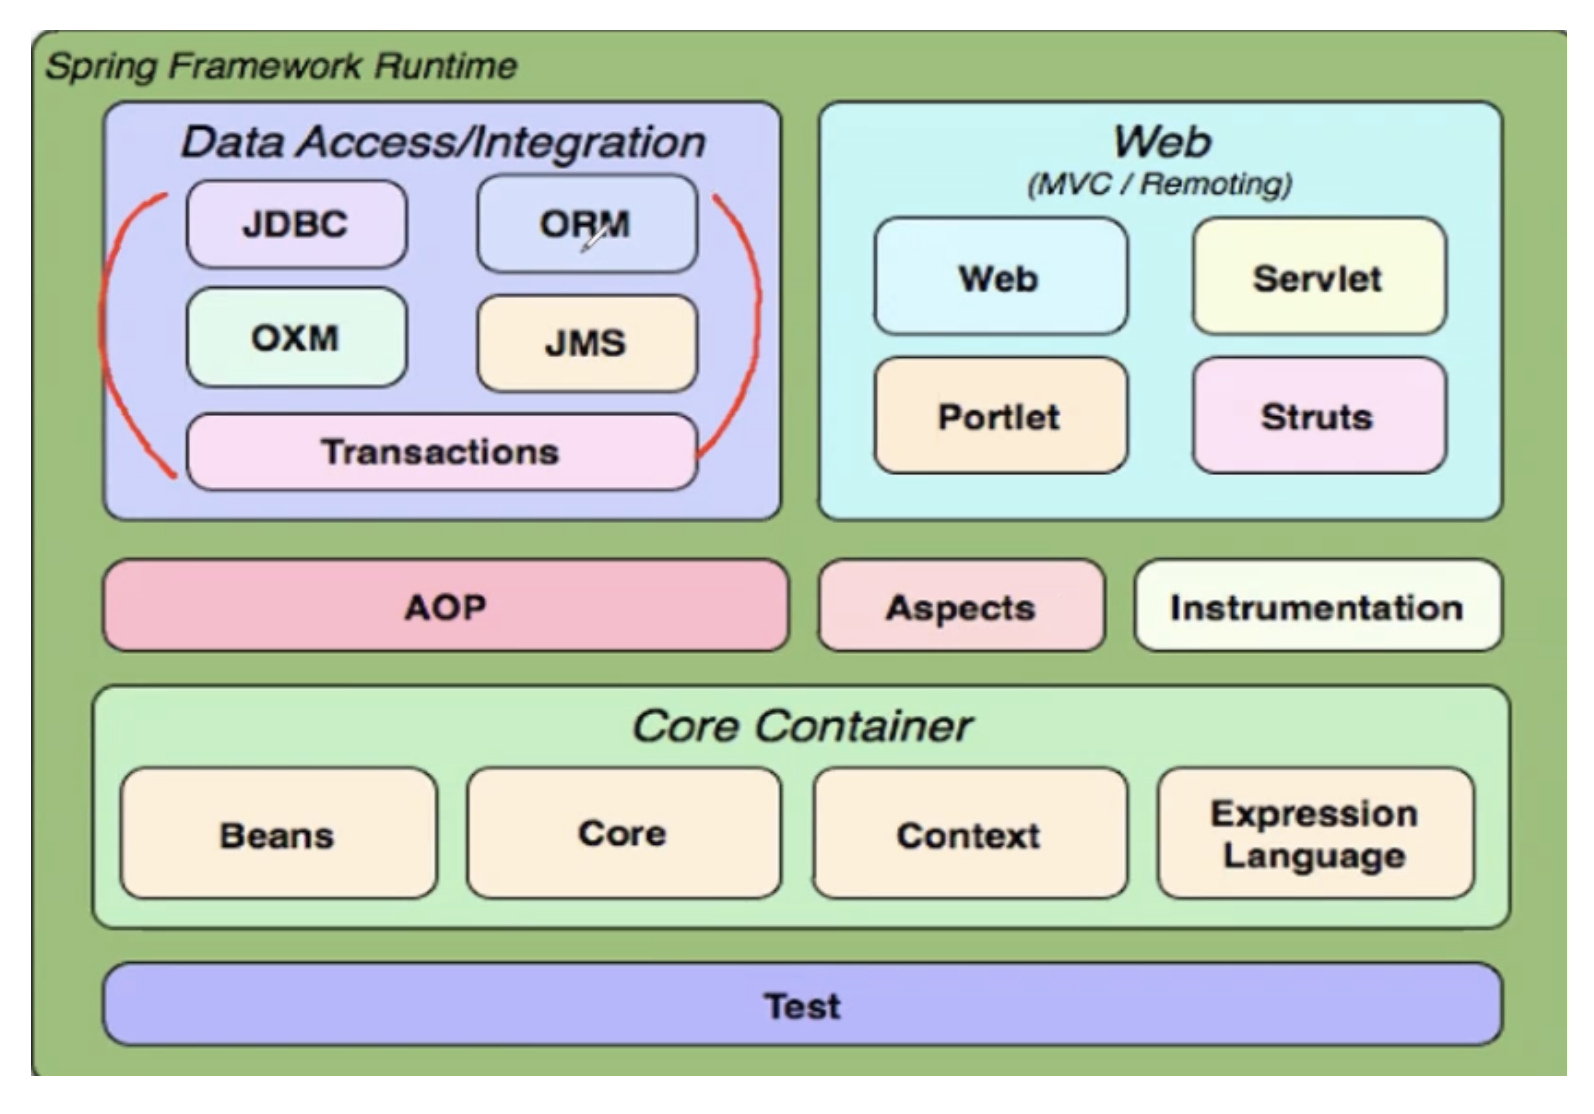 Spring Framework Runtime
Data Access/Integration
JDBC
ORM
OXM
JMS
Transactions
Web
(MVC / Remoting)
Web
Servlet
Portlet
Struts
AOP
Aspects
Instrumentation
Core Container
Beans
Core
Context
Expression
Language
Test